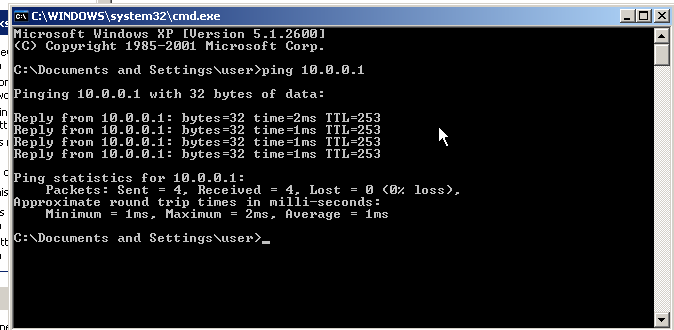 C:\WINDOWS\system32\cmd.exe
Microsoft Windows XP [Version 5.1.2600]
(C) Copyright 1985-2001 Microsoft Corp.
C:\Documents and Settings\user>ping 10.0.0.1
Pinging 10.0.0.1 with 32 bytes of data:
Reply from 10.0.0.1: bytes=32 time=2ms TTL=253
Reply from 10.0.0.1: bytes=32 time=1ms TTL=253
Reply from 10.0.0.1: bytes=32 time=1ms TTL=253
Reply from 10.0.0.1: bytes=32 time=1ms TTL=253
Ping statistics for 10.0.0.1:
Packets: Sent = 4, Received = 4, Lost = 0 (0% loss),
Approximate round trip times in milli-seconds:
Minimum = 1ms, Maximum = 2ms, Average = 1ms
C:\Documents and Settings\user>_